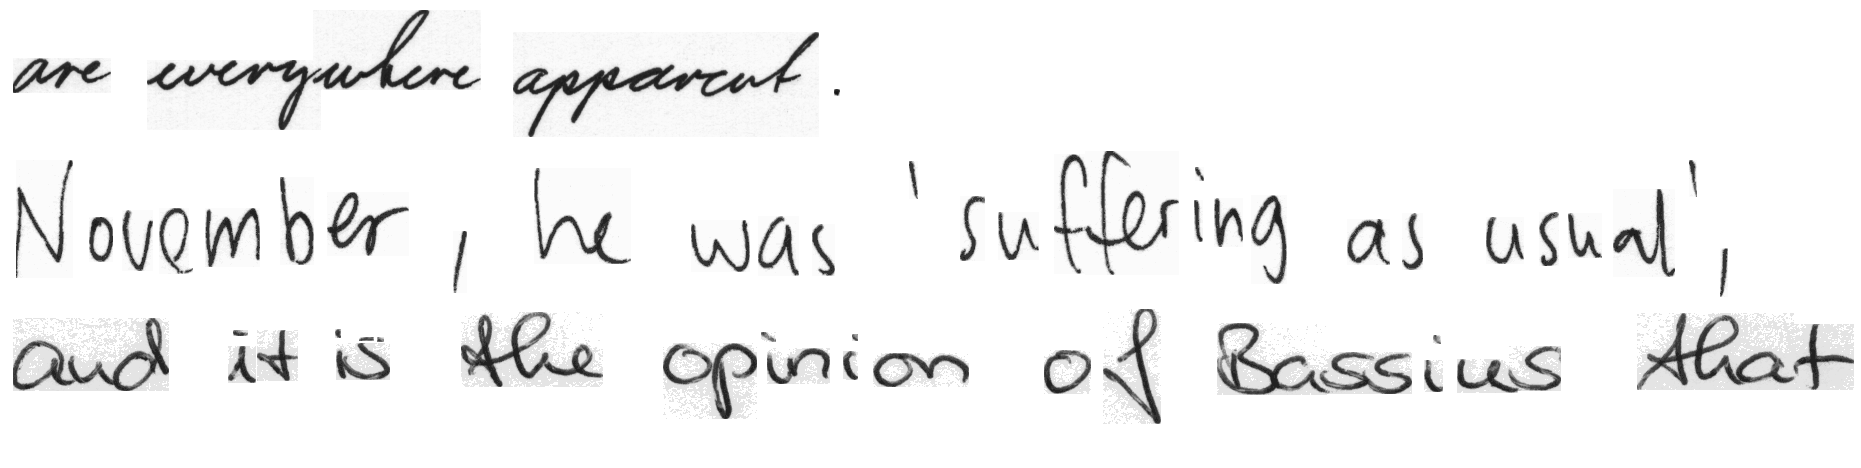 are everywhere apparent.
November, he was 'suffering as usual',
and it is the opinion of Bassius that